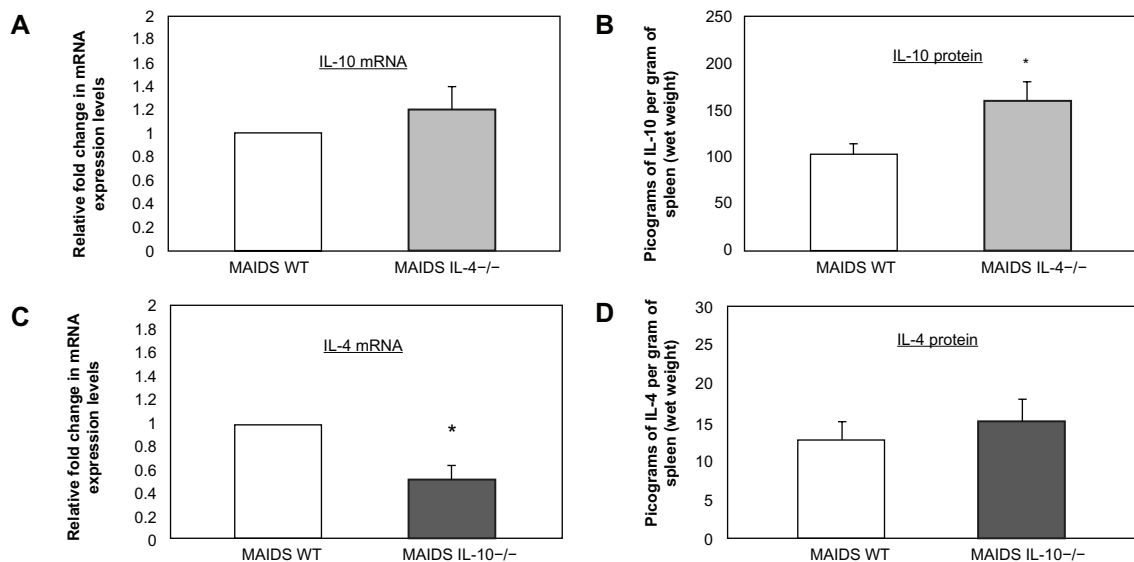 A
Relative fold change in mRNA
expression levels
2
1.8
1.6
1.4
1.2
1
0.8
0.6
0.4
0.2
0
IL-10 mRNA
MAIDS WT
MAIDS IL-4−/−
B
Picograms of IL-10 per gram of
spleen (wet weight)
250
200
150
100
50
0
IL-10 protein
*
MAIDS WT
MAIDS IL-4−/−
C
Relative fold change in mRNA
expression levels
2
1.8
1.6
1.4
1.2
1
0.8
0.6
0.4
0.2
0
IL-4 mRNA
*
MAIDS WT
MAIDS IL-10−/−
D
Picograms of IL-4 per gram of
spleen (wet weight)
30
25
20
15
10
5
0
IL-4 protein
MAIDS WT
MAIDS IL-10−/−